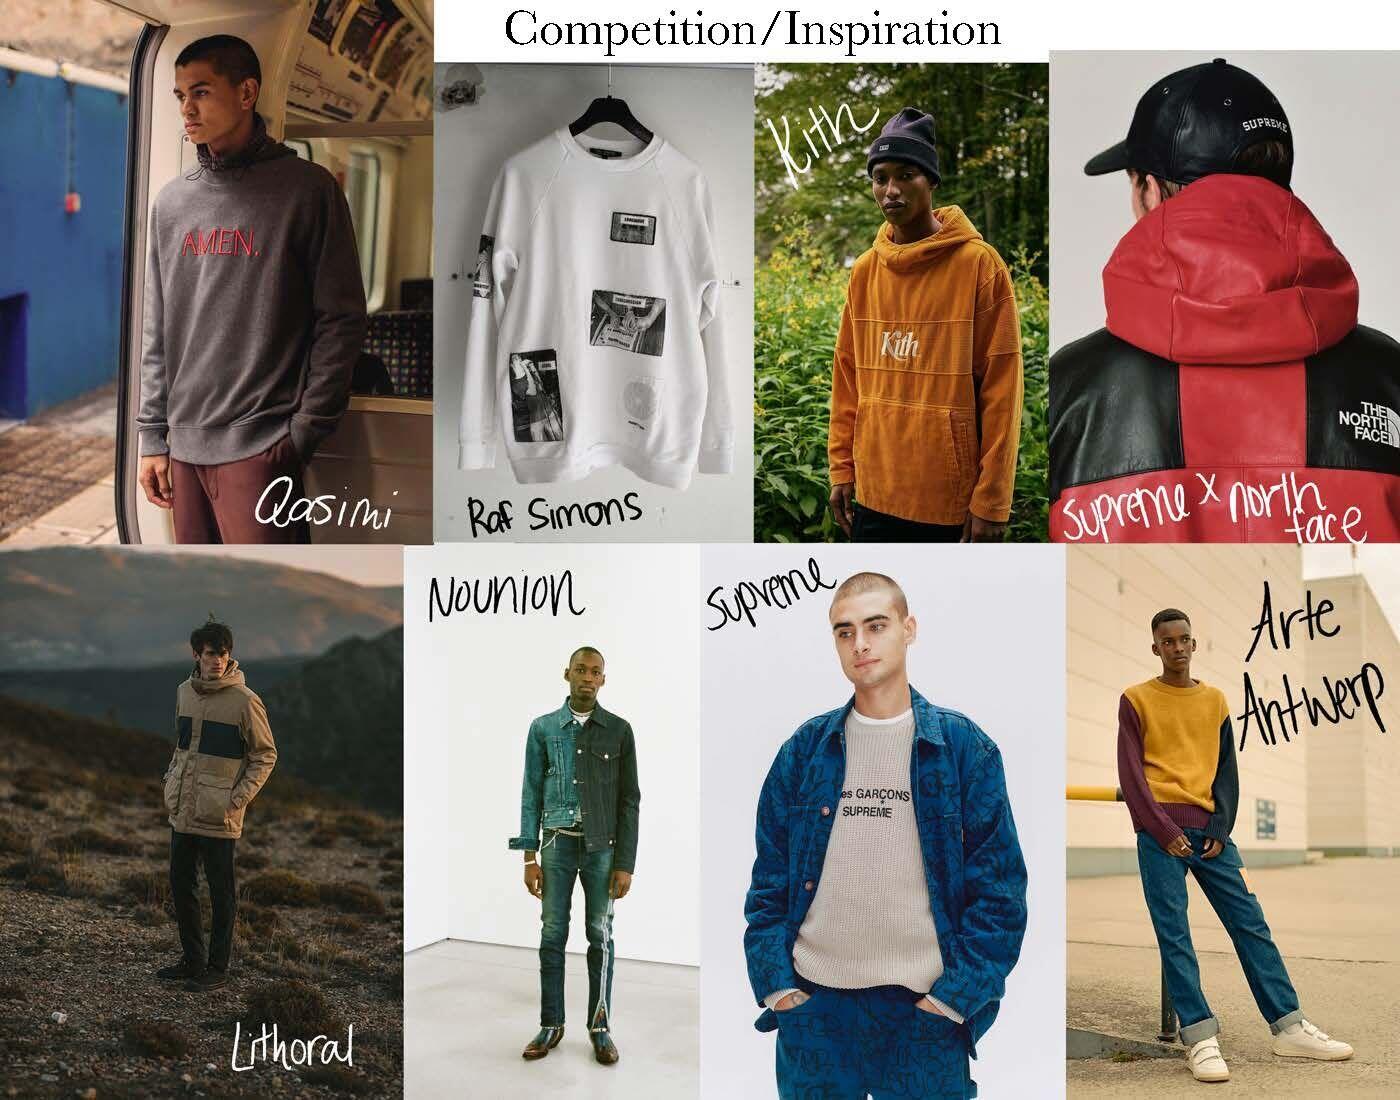 Competition/Inspiration
AMEN.
Qasimi
Raf Simons
Kith
Kith
SUPREME
THE
NORTH
FACE
Supreme x north
face
Lithoral
Nounion
Supreme
es GARÇONS
SUPREME
Arte
Antwerp